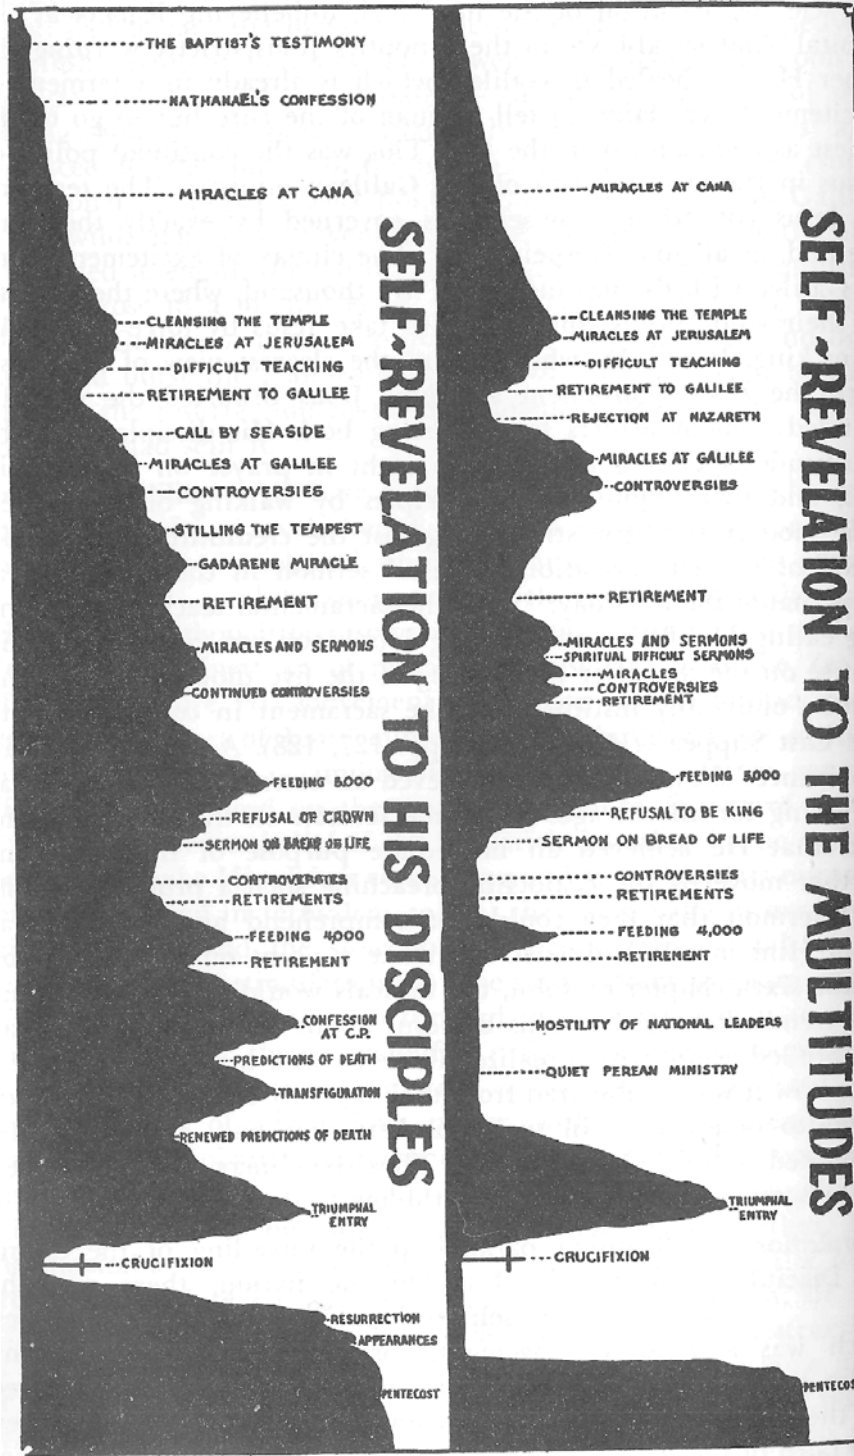 THE BAPTIST'S TESTIMONY
NATHANAEL'S CONFESSION
MIRACLES AT CANA
CLEANSING THE TEMPLE
MIRACLES AT JERUSALEM
DIFFICULT TEACHING
RETIREMENT TO GALILEE
CALL BY SEASIDE
MIRACLES AT GALILEE
CONTROVERSIES
STILLING THE TEMPEST
GADARENE MIRACLE
RETIREMENT
MIRACLES AND SERMONS
CONTINUED CONTROVERSIES
FEEDING 5,000
REFUSAL OF CROWN
SERMON ON BREAD OF LIFE
CONTROVERSIES
RETIREMENTS
FEEDING 4,000
RETIREMENT
CONFESSION
AT C.P.
PREDICTIONS OF DEATH
TRANSFIGURATION
RENEWED PREDICTIONS OF DEATH
TRIUMPHAL
ENTRY
CRUCIFIXION
RESURRECTION
APPEARANCES
PENTECOST
SELF-REVELATION TO HIS DISCIPLES
MIRACLES AT CANA
CLEANSING THE TEMPLE
MIRACLES AT JERUSALEM
DIFFICULT TEACHING
RETIREMENT TO GALILEE
REJECTION AT NAZARETH
MIRACLES AT GALILEE
CONTROVERSIES
RETIREMENT
MIRACLES AND SERMONS
SPIRITUAL DIFFICULT SERMONS
MIRACLES
CONTROVERSIES
RETIREMENT
FEEDING 5,000
REFUSAL TO BE KING
SERMON ON BREAD OF LIFE
CONTROVERSIES
RETIREMENTS
FEEDING 4,000
RETIREMENT
HOSTILITY OF NATIONAL LEADERS
QUIET PEREAN MINISTRY
TRIUMPHAL
ENTRY
CRUCIFIXION
PENTECOST
SELF-REVELATION TO THE MULTITUDES